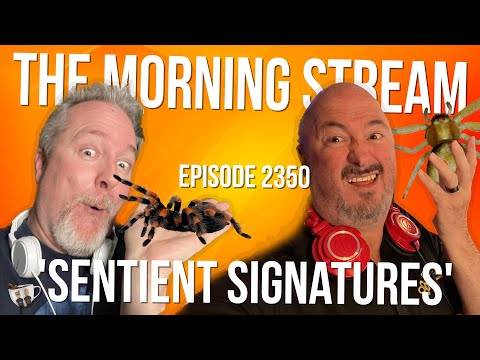 THE MORNING STREAM
EPISODE 2350
'SENTIENT SIGNATURES'